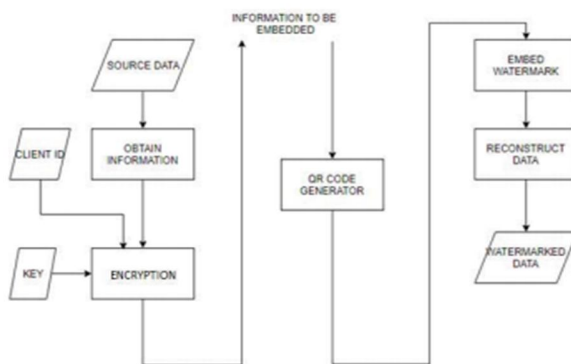 SOURCE DATA
CLIENT ID
OBTAIN
INFORMATION
KEY
ENCRYPTION
INFORMATION TO BE
EMBEDDED
QR CODE
GENERATOR
EMBED
WATERMARK
RECONSTRUCT
DATA
WATERMARKED
DATA